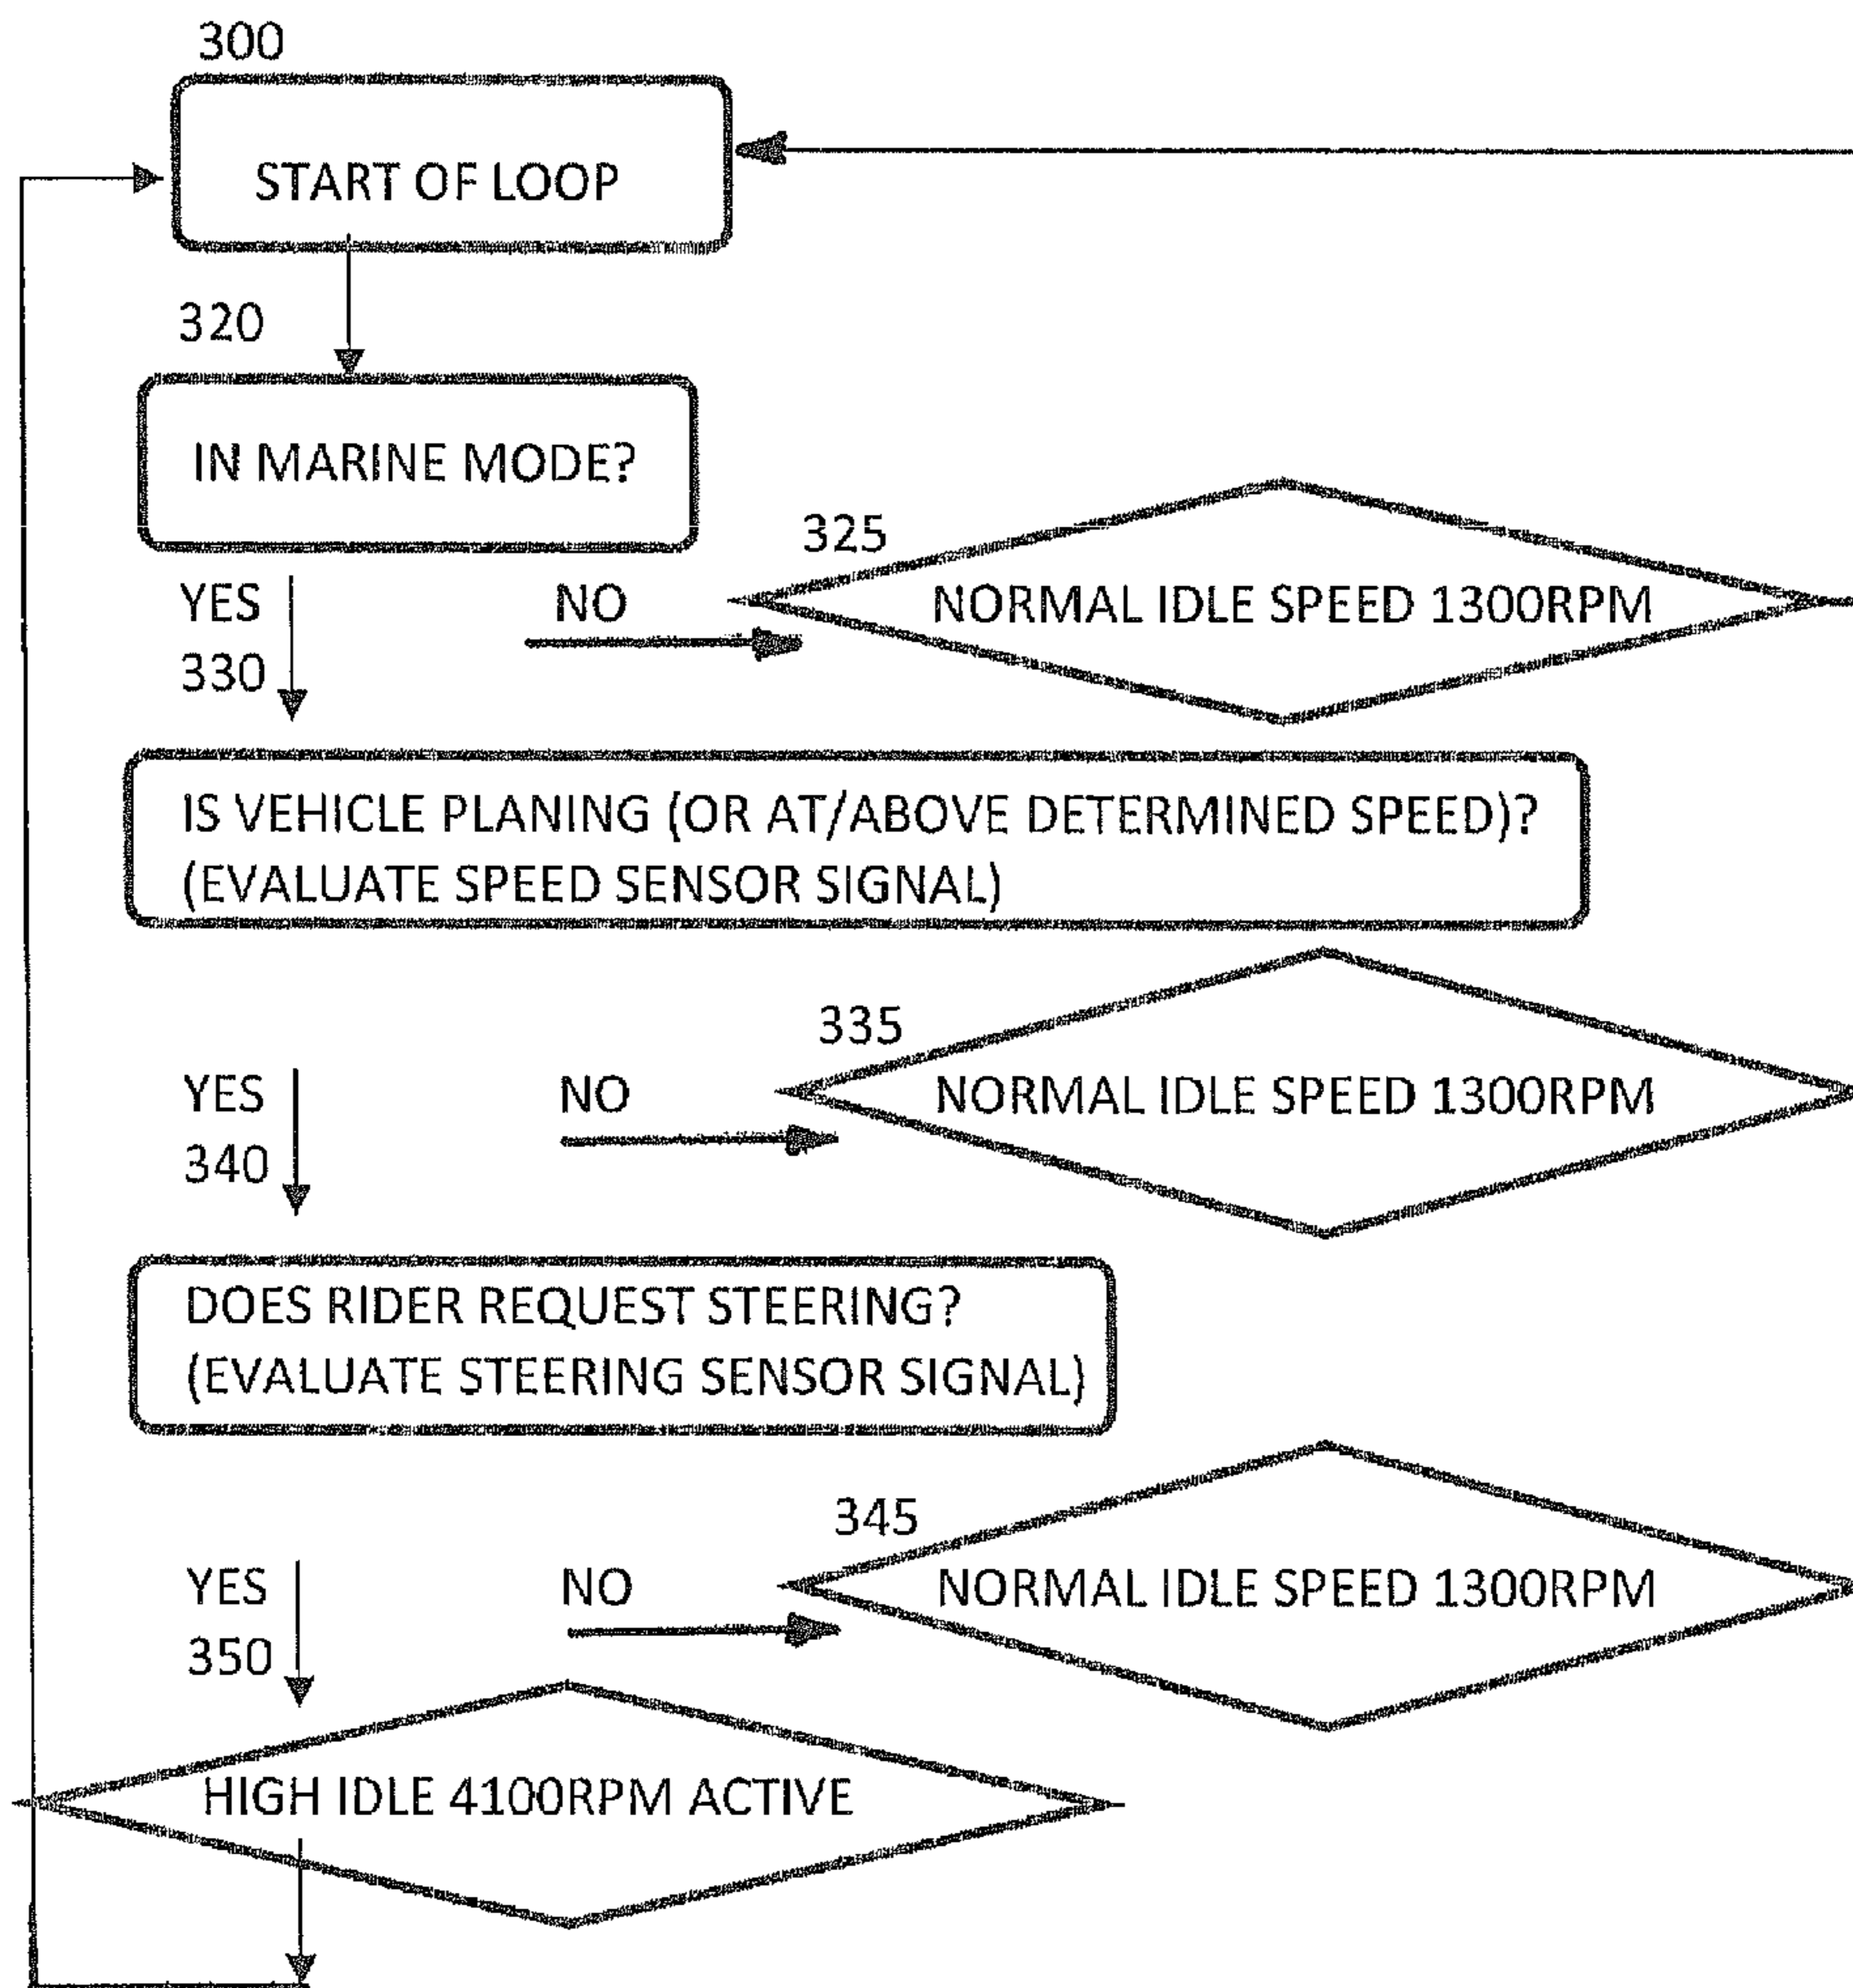 300
START OF LOOP
320
IN MARINE MODE?
325
YES
NO
NORMAL IDLE SPEED 1300RPM
330
IS VEHICLE PLANING (OR AT/ABOVE DETERMINED SPEED)?
(EVALUATE SPEED SENSOR SIGNAL)
335
YES
NO
NORMAL IDLE SPEED 1300RPM
340
DOES RIDER REQUEST STEERING?
(EVALUATE STEERING SENSOR SIGNAL)
345
YES
NO
NORMAL IDLE SPEED 1300RPM
350
HIGH IDLE 4100RPM ACTIVE